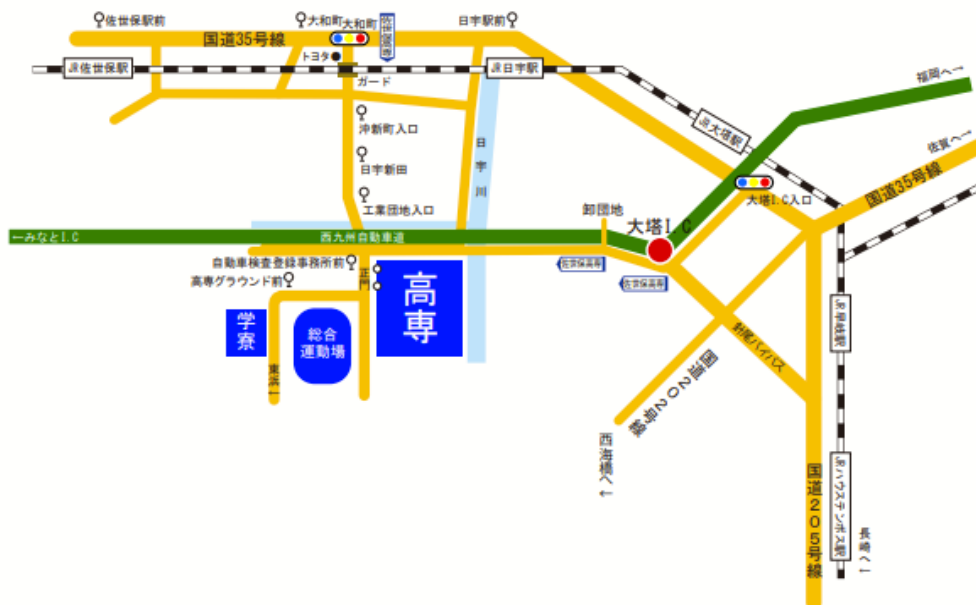 佐世保駅前
大和町
大和町
佐世保高専
日宇駅前
国道35号線
トヨタ
JR佐世保駅
JR日宇駅
ガード
福岡へ→
沖新町入口
JR大塔駅
日宇川
佐賀へ→
日宇新田
国道35号線
工業団地入口
大塔I.C入口
卸団地
大塔I.C
←みなとI.C
西九州自動車道
自動車検査登録事務所前
正門
佐世保高専
高専グラウンド前
佐世保高専
高専
学寮
総合
運動場
JR早岐駅
針尾バイパス
東浜←
国道202号線
西海橋へ←
国道205号線
JRハウステンボス駅
長崎へ←